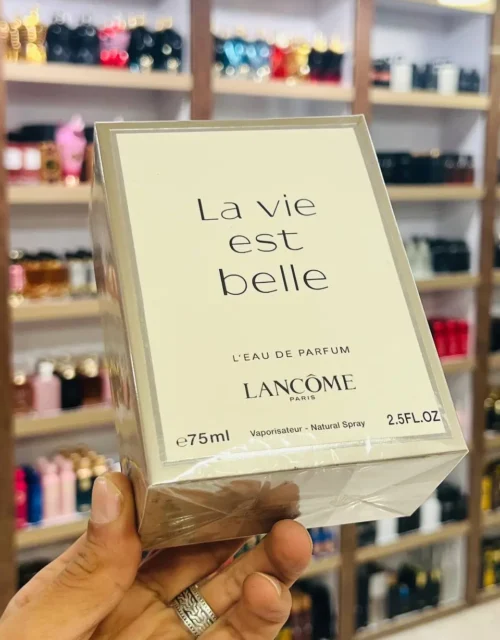 La vie
est
belle
L'EAU DE PARFUM
LANCÔME
PARIS
℮75ml Vaporisateur - Natural Spray 2.5FL.OZ